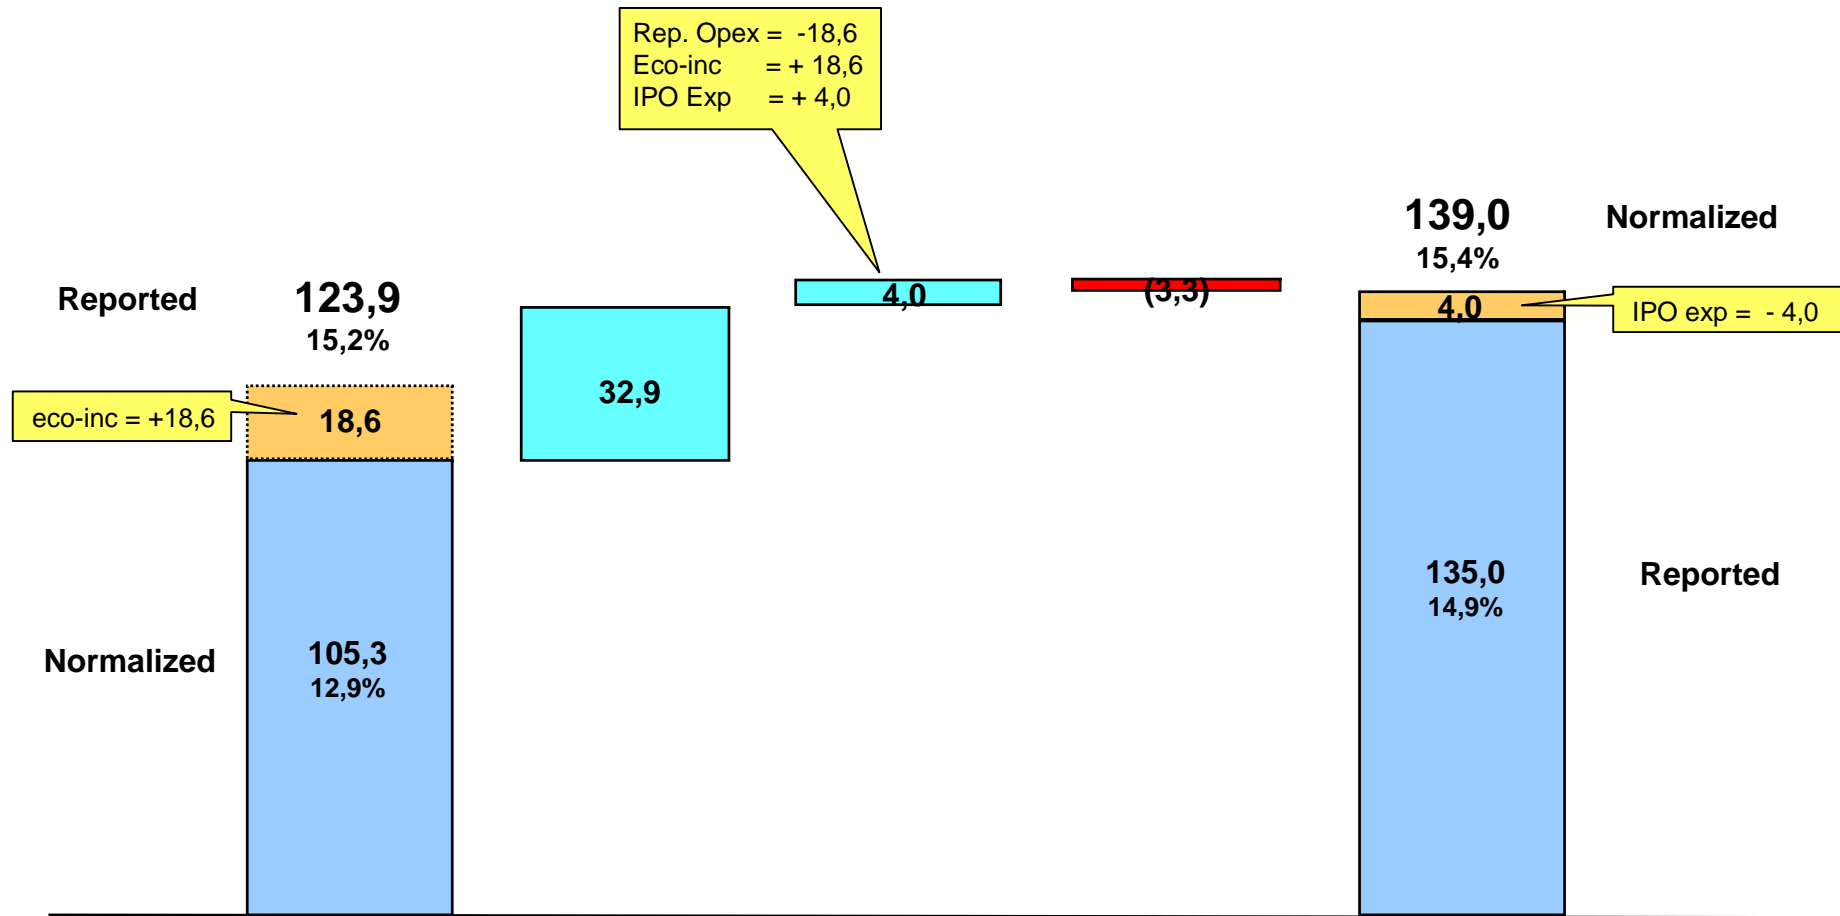 Rep. Opex = -18,6
Eco-inc = + 18,6
IPO Exp = + 4,0
139,0
Normalized
15,4%
Reported
123,9
15,2%
4,0
(3,3)
4,0
IPO exp = - 4,0
32,9
eco-inc = +18,6
18,6
135,0
14,9%
Reported
Normalized
105,3
12,9%